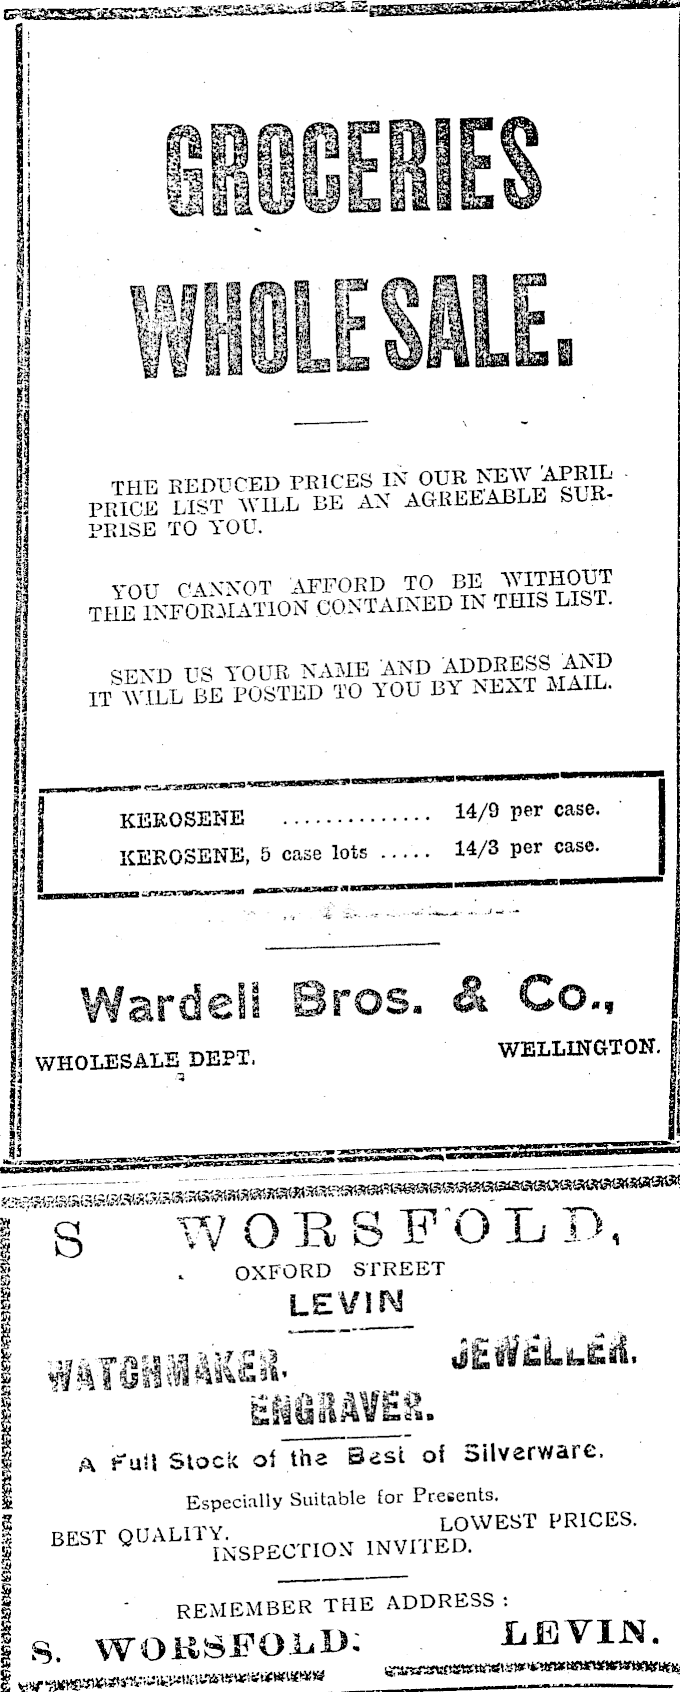 GROCERIES
WHOLESALE.
THE REDUCED PRICES IN OUR NEW APRIL
PRICE LIST WILL BE AN AGREEABLE SUR-
PRISE TO YOU.
YOU CANNOT AFFORD TO BE WITHOUT
THE INFORMATION CONTAINED IN THIS LIST.
SEND US YOUR NAME AND ADDRESS AND
IT WILL BE POSTED TO YOU BY NEXT MAIL.
KEROSENE .............. 14/9 per case.
KEROSENE, 5 case lots ..... 14/3 per case.
Wardell Bros. & Co.,
WHOLESALE DEPT. WELLINGTON.
S WORSFOLD,
OXFORD STREET
LEVIN
WATCHMAKER. JEWELLER.
ENGRAVER.
A Full Stock of the Best of Silverware.
Especially Suitable for Presents.
BEST QUALITY. LOWEST PRICES.
INSPECTION INVITED.
REMEMBER THE ADDRESS:
S. WORSFOLD. LEVIN.